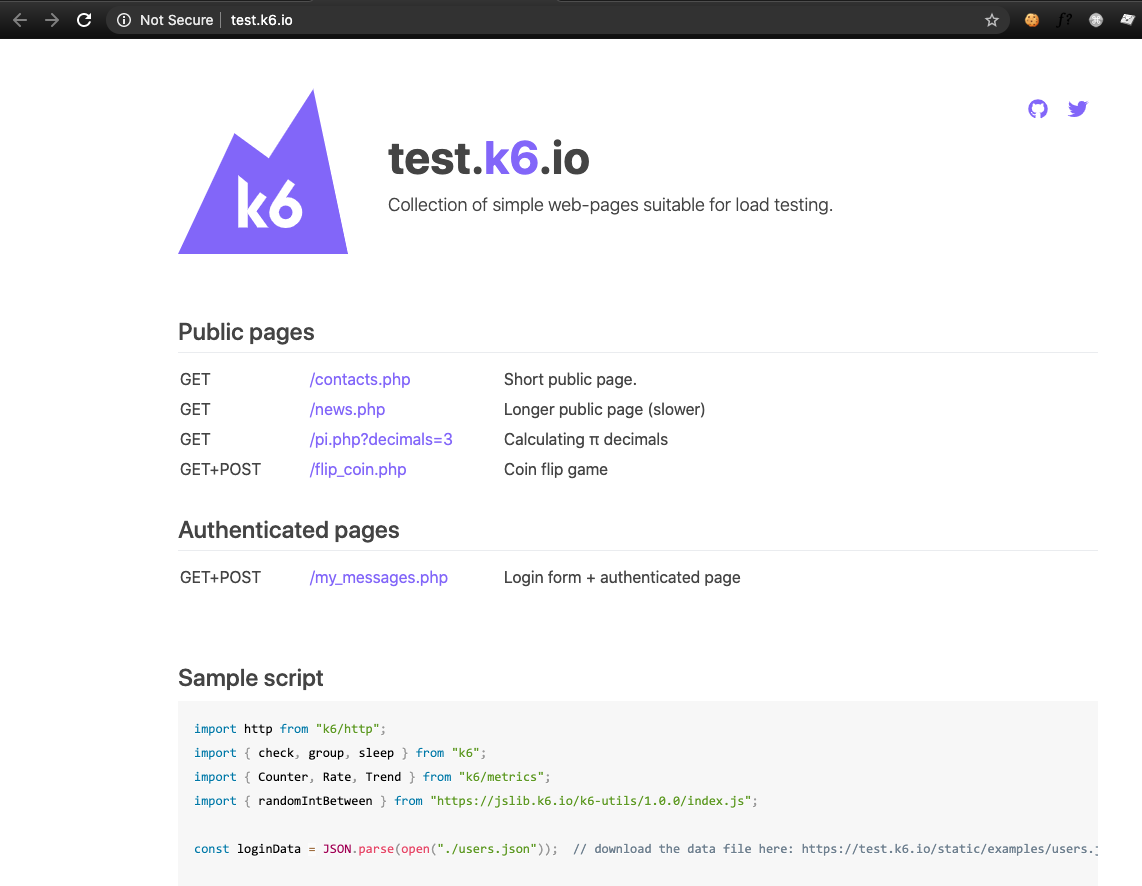 Not Secure | test.k6.io
k6
test.k6.io
Collection of simple web-pages suitable for load testing.
Public pages
GET /contacts.php Short public page.
GET /news.php Longer public page (slower)
GET /pi.php?decimals=3 Calculating π decimals
GET+POST /flip_coin.php Coin flip game
Authenticated pages
GET+POST /my_messages.php Login form + authenticated page
Sample script
import http from "k6/http";
import { check, group, sleep } from "k6";
import { Counter, Rate, Trend } from "k6/metrics";
import { randomIntBetween } from "https://jslib.k6.io/k6-utils/1.0.0/index.js";
const loginData = JSON.parse(open("./users.json")); // download the data file here: https://test.k6.io/static/examples/users.j